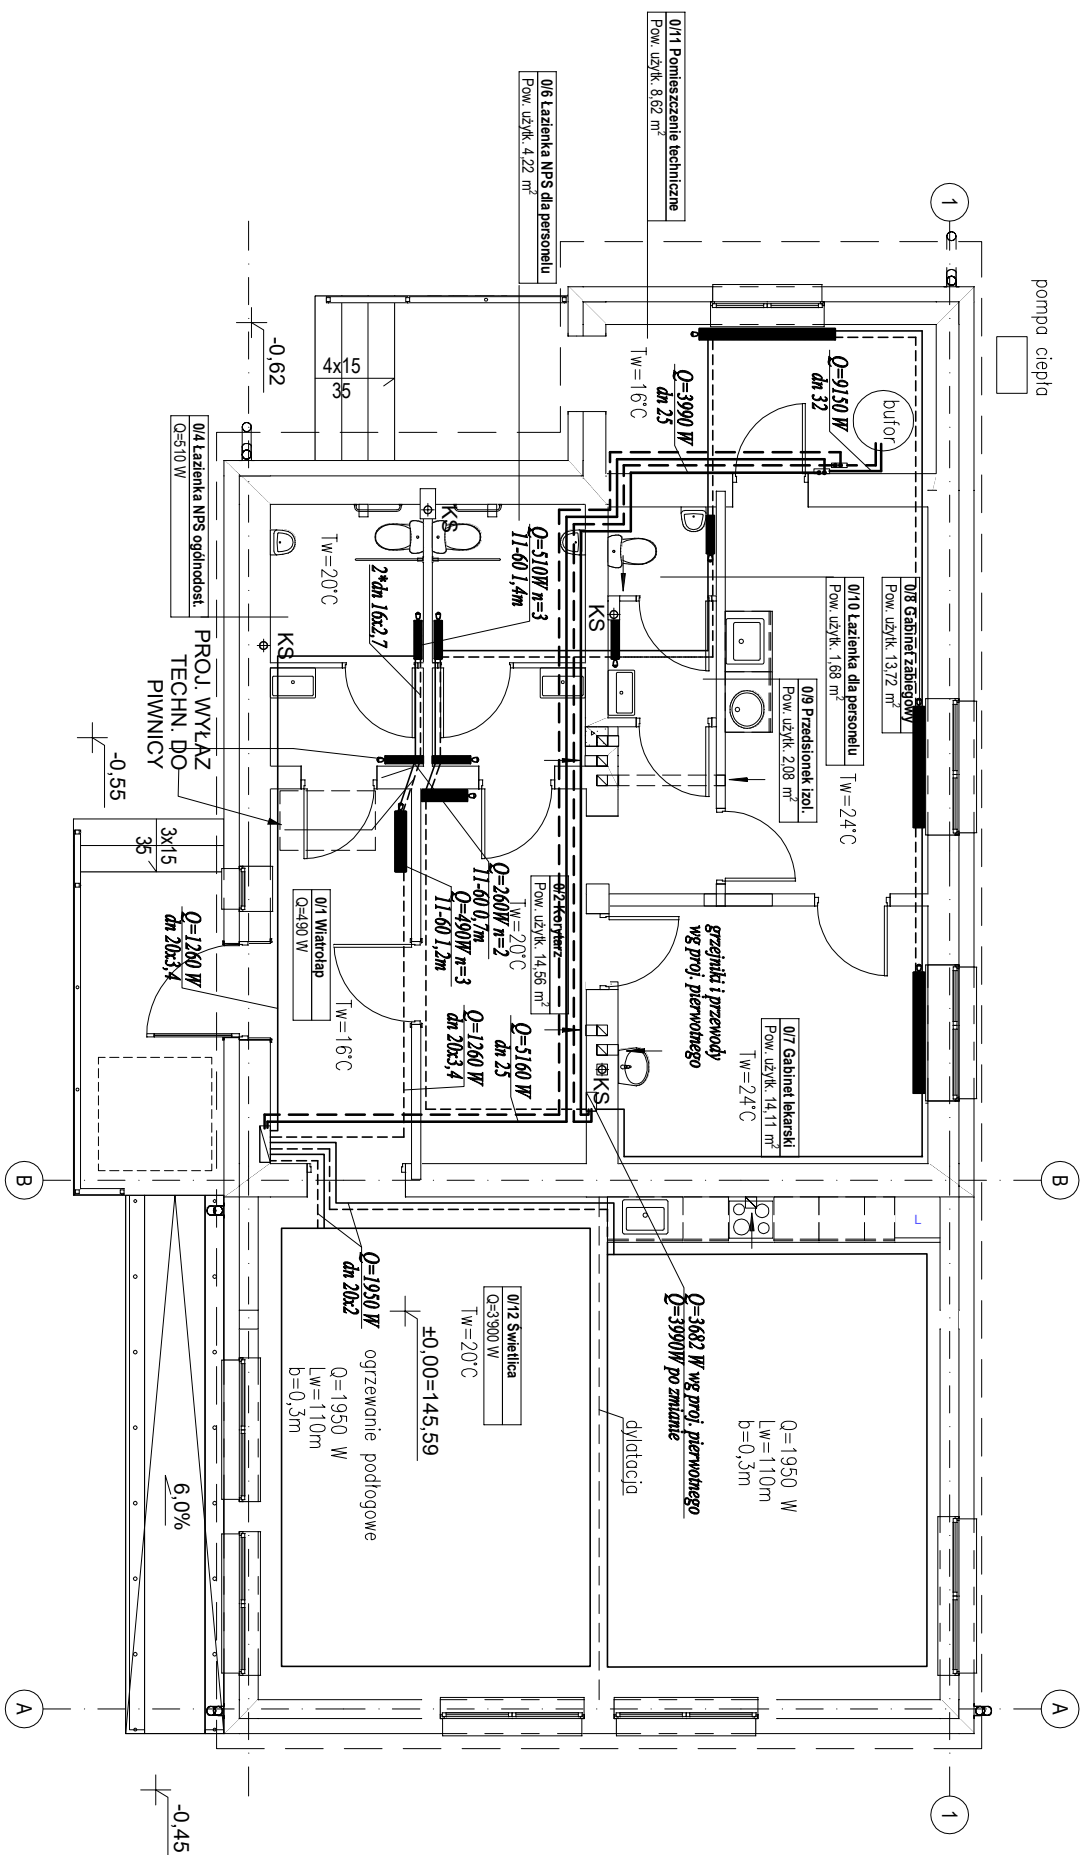 pompa ciepła
1
0/11 Pomieszczenie techniczne
Pow. użytk. 8,62 m²
0/6 Łazienka NPS dla personelu
Pow. użytk. 4,22 m²
Q=9150 W
dn 32
bufor
Q=3990 W
dn 25
Tw=16°C
-0,62
4x15
35
0/4 Łazienka NPS ogólnodost.
Q=510 W
KS
Tw=20°C
Q=510W n=3
11-60 1,4m
2*dn 16x2,7
KS
KS
0/8 Gabinet zabiegowy
Pow. użytk. 13,72 m²
0/10 Łazienka dla personelu
Pow. użytk. 1,68 m²
0/9 Przedsionek izol.
Pow. użytk. 2,08 m²
Tw=24°C
PROJ. WYŁAZ
TECHN. DO
PIWNICY
-0,55
3x15
35
Q=1260 W
dn 20x3,4
0/1 Wiatrołap
Q=490 W
Tw=16°C
0/2 Korytarz
Pow. użytk. 14,56 m²
Tw=20°C
Q=260W n=2
11-60 0,7m
Q=490W n=3
11-60 1,2m
Q=5160 W
dn 25
Q=1260 W
dn 20x3,4
grzejniki i przewody
wg proj. pierwotnego
0/7 Gabinet lekarski
Pow. użytk. 14,11 m²
Tw=24°C
KS
B
B
L
Q=3682 W wg proj. pierwotnego
Q=3990W po zmianie
Q=1950 W
dn 20x2
0/12 Świetlica
Q=3'900 W
Tw=20°C
±0,00=145,59
ogrzewanie podłogowe
Q=1950 W
Lw=110m
b=0,3m
dylatacja
Q=1950 W
Lw=110m
b=0,3m
6,0%
A
A
1
-0,45